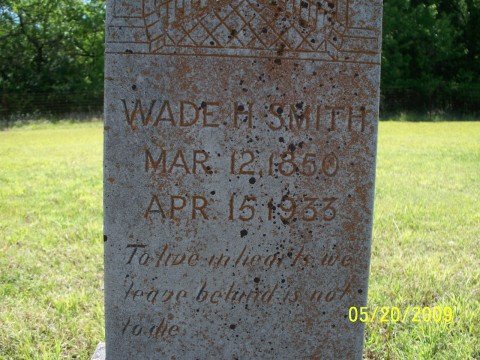 WADE H. SMITH
MAR. 12, 1850
APR. 15, 1933
To live in hearts we
leave behind is not
to die.
05/20/2009